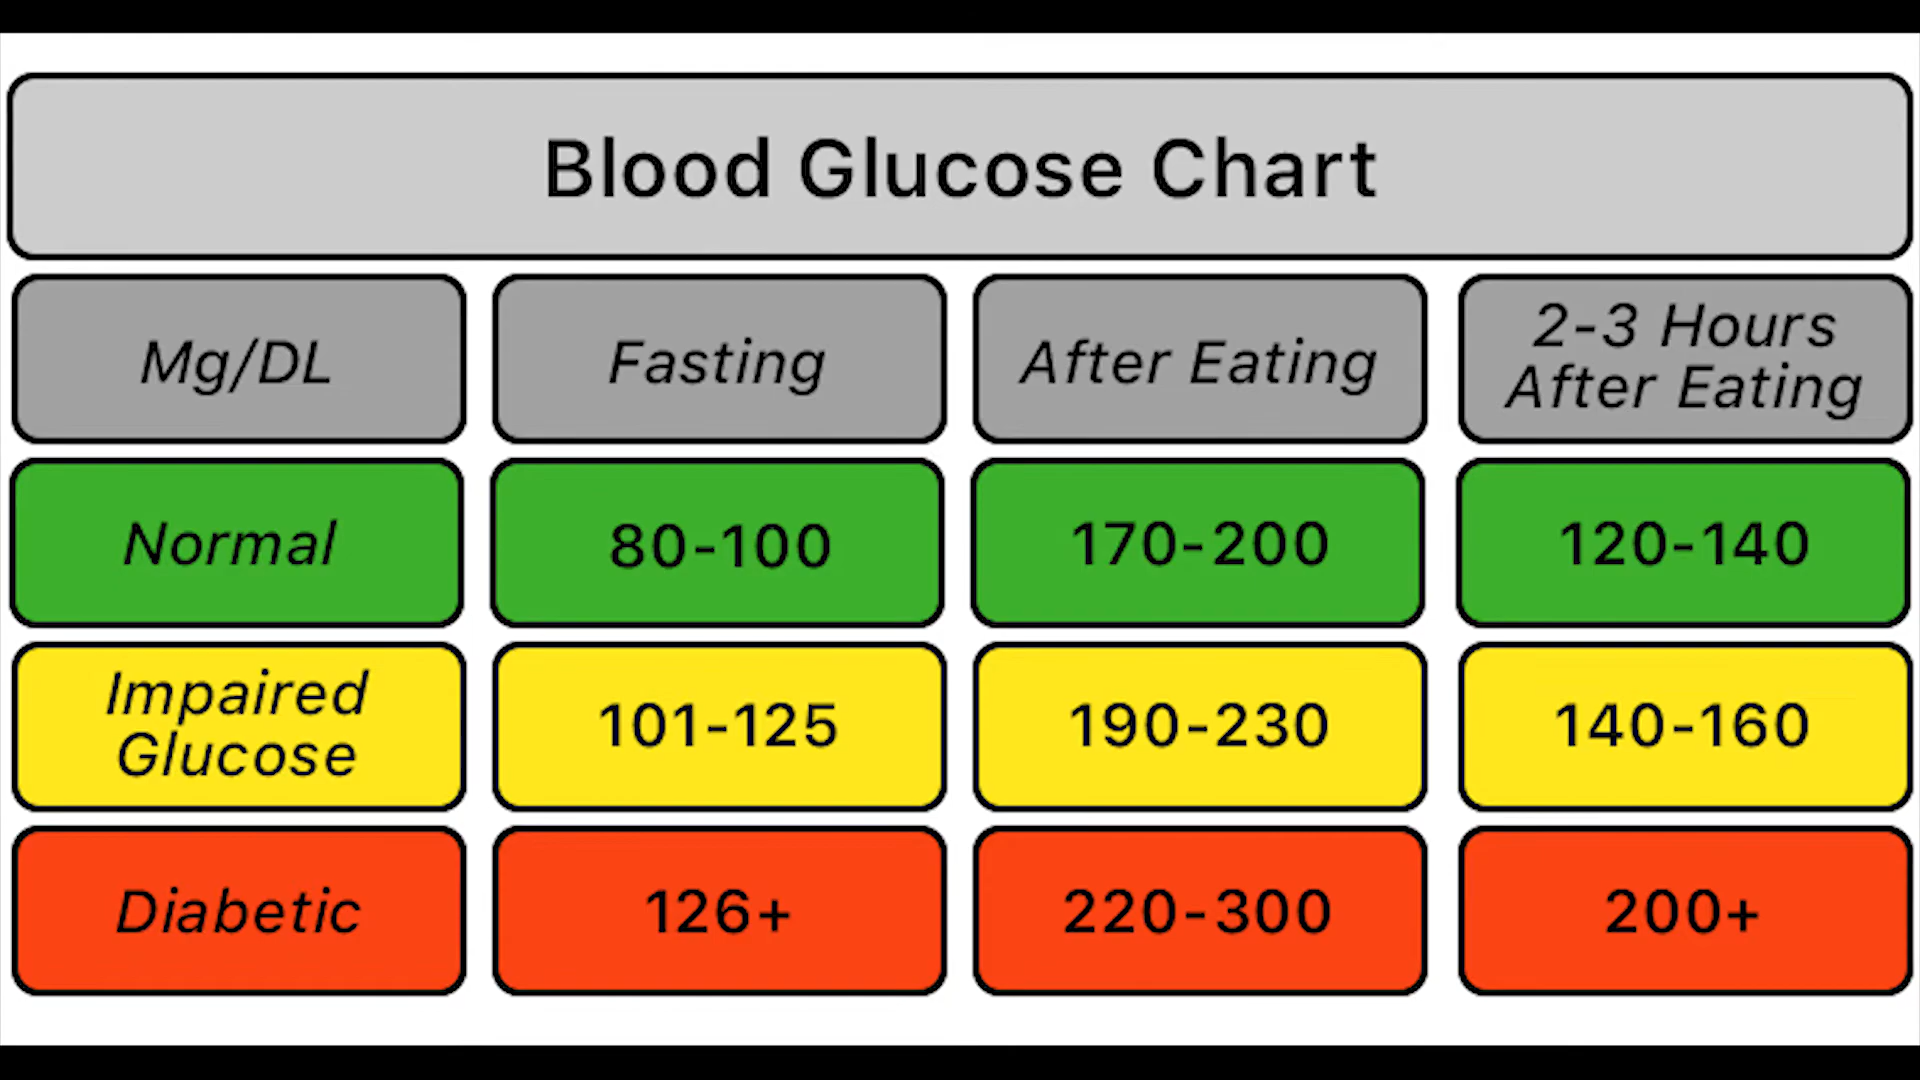 Blood Glucose Chart
Mg/DL Fasting After Eating 2-3 Hours After Eating
Normal 80-100 170-200 120-140
Impaired Glucose 101-125 190-230 140-160
Diabetic 126+ 220-300 200+